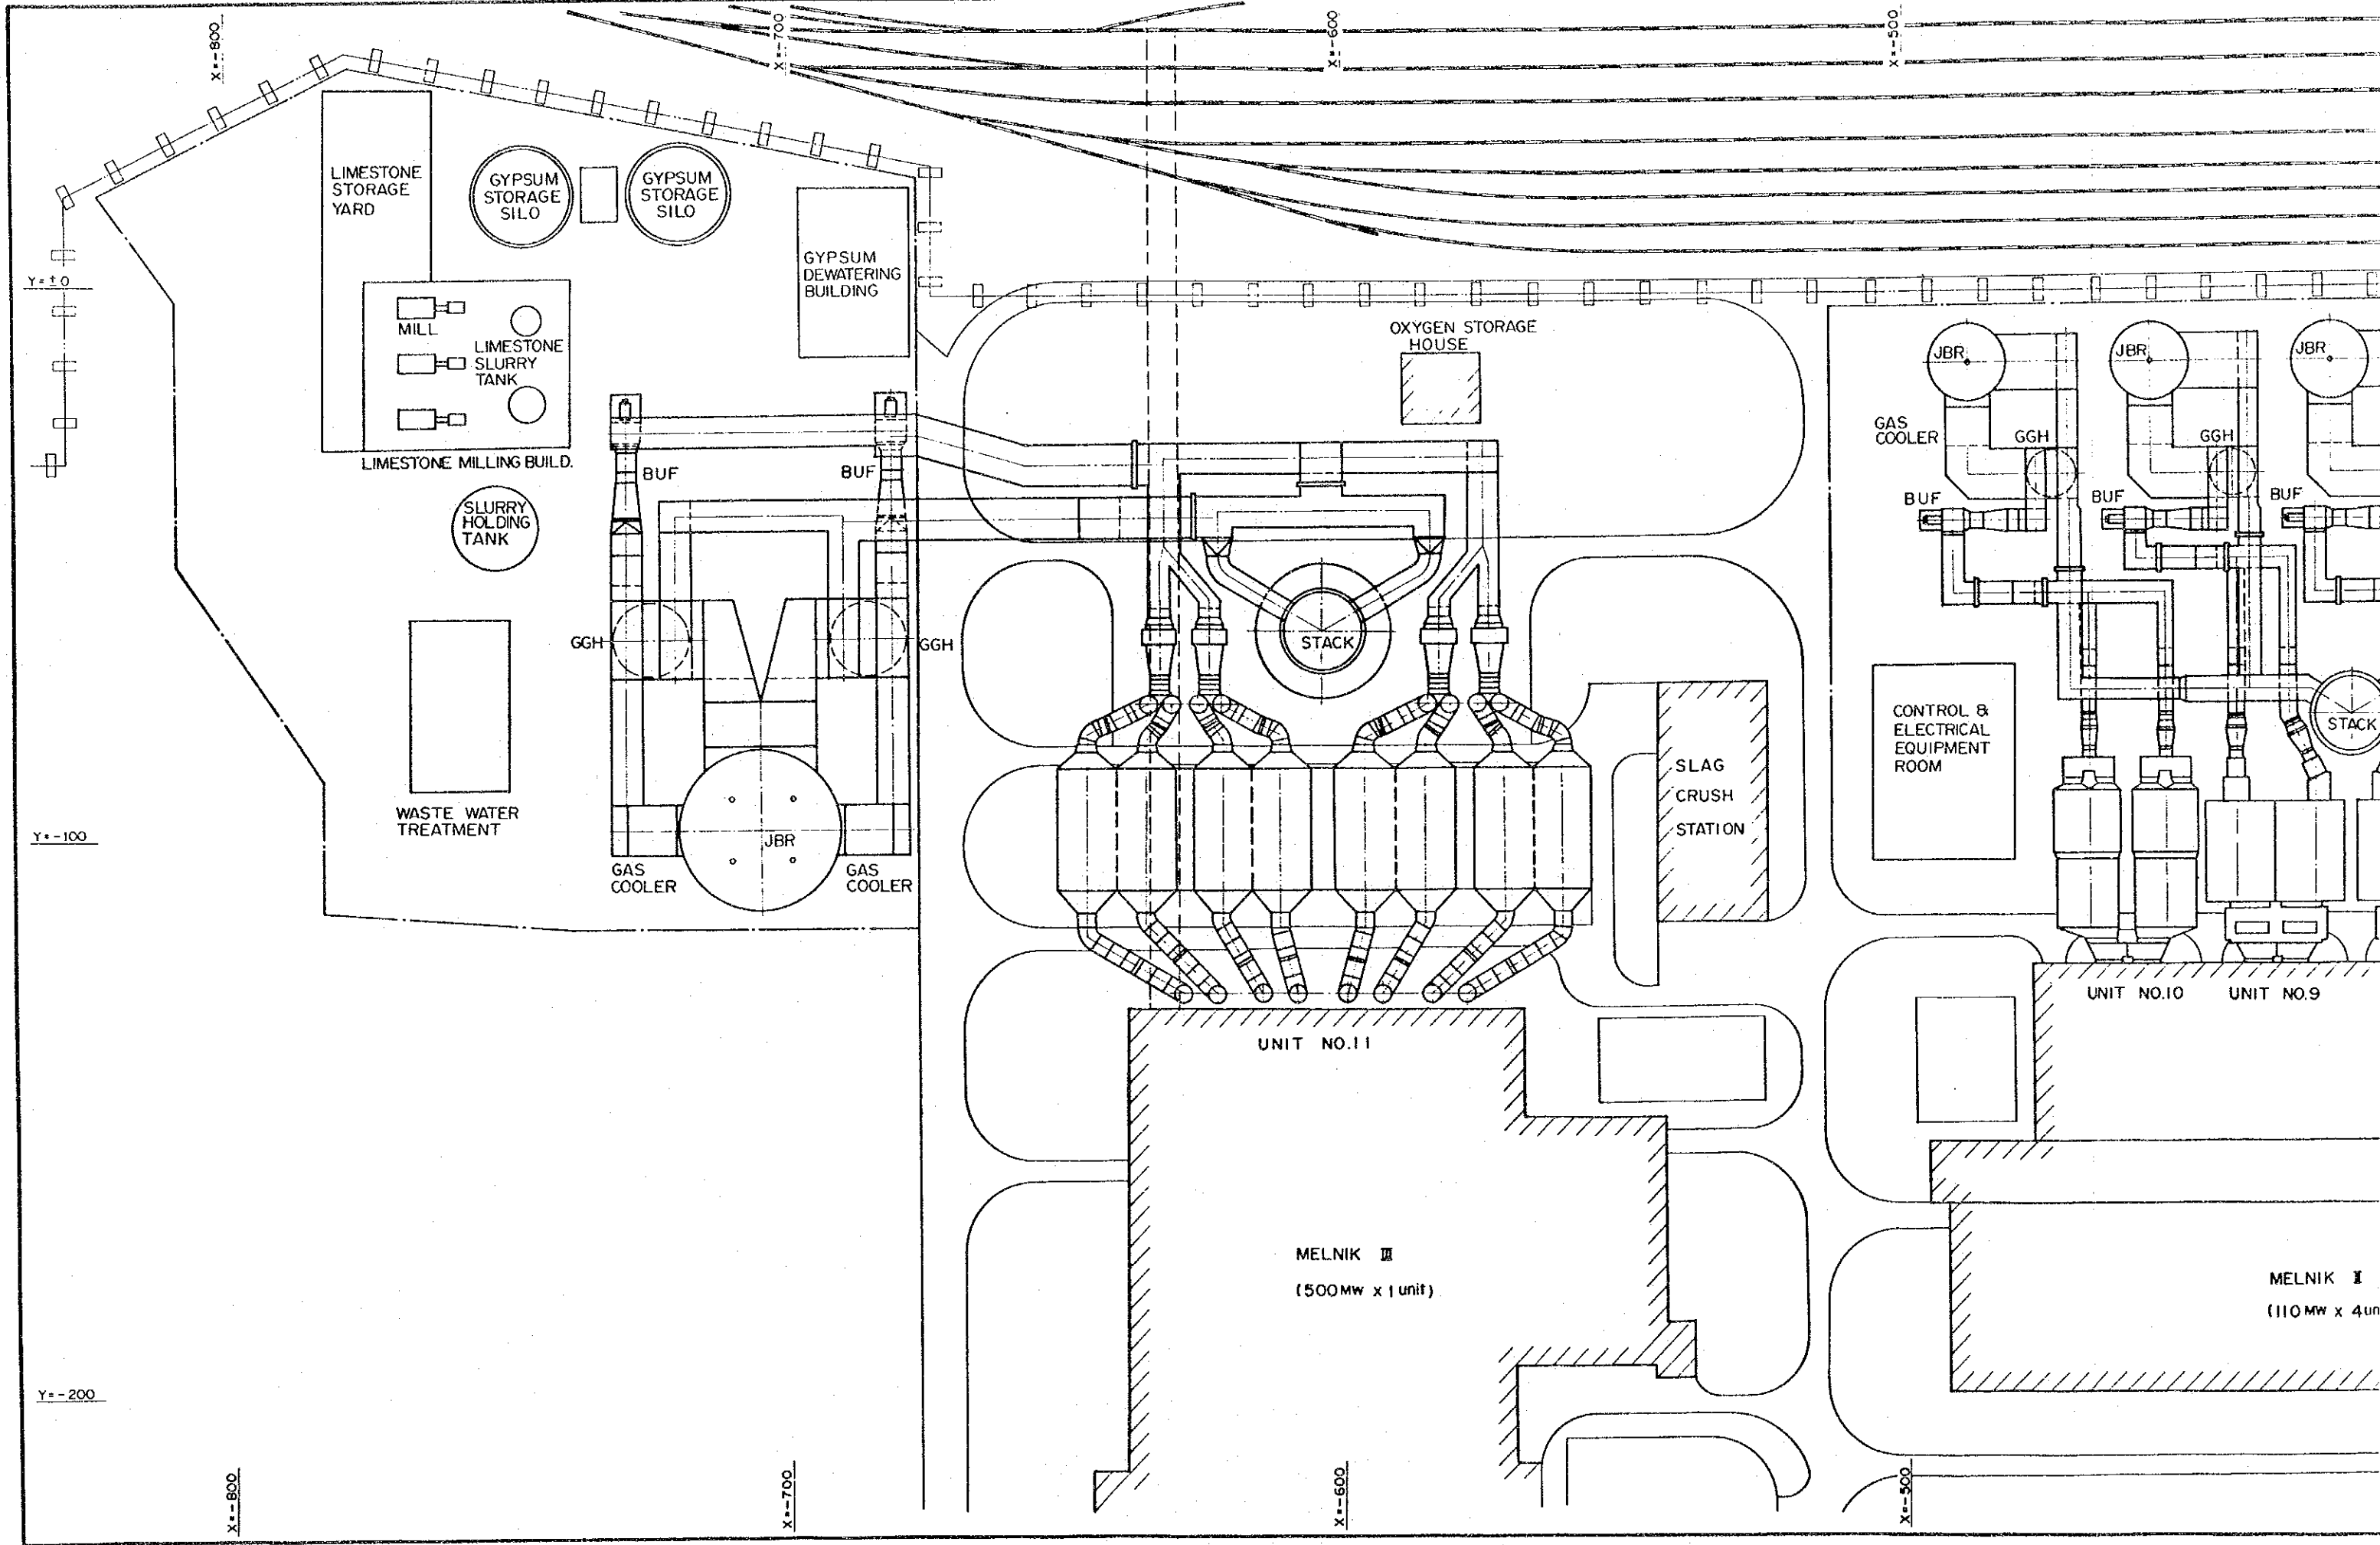 X=-800
X=-700
X=-600
X=-500
LIMESTONE
STORAGE
YARD
GYPSUM
STORAGE
SILO
GYPSUM
STORAGE
SILO
GYPSUM
DEWATERING
BUILDING
Y=±0
MILL
LIMESTONE
SLURRY
TANK
LIMESTONE MILLING BUILD.
OXYGEN STORAGE
HOUSE
JBR
JBR
JBR
GAS
COOLER
GGH
GGH
BUF
BUF
BUF
BUF
BUF
SLURRY
HOLDING
TANK
GGH
GGH
STACK
WASTE WATER
TREATMENT
JBR
GAS
COOLER
GAS
COOLER
SLAG
CRUSH
STATION
CONTROL &
ELECTRICAL
EQUIPMENT
ROOM
STACK
Y=-100
UNIT NO.11
UNIT NO.10
UNIT NO.9
MELNIK III
(500MW x 1 unit)
MELNIK II
(110MW x 4un
Y=-200
X=-800
X=-700
X=-600
X=-500